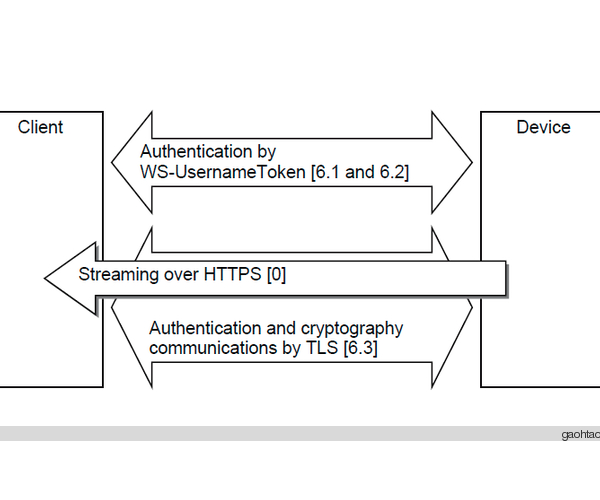 Client
Device
Authentication by
WS-UsernameToken [6.1 and 6.2]
Streaming over HTTPS [0]
Authentication and cryptography
communications by TLS [6.3]
gaohtao